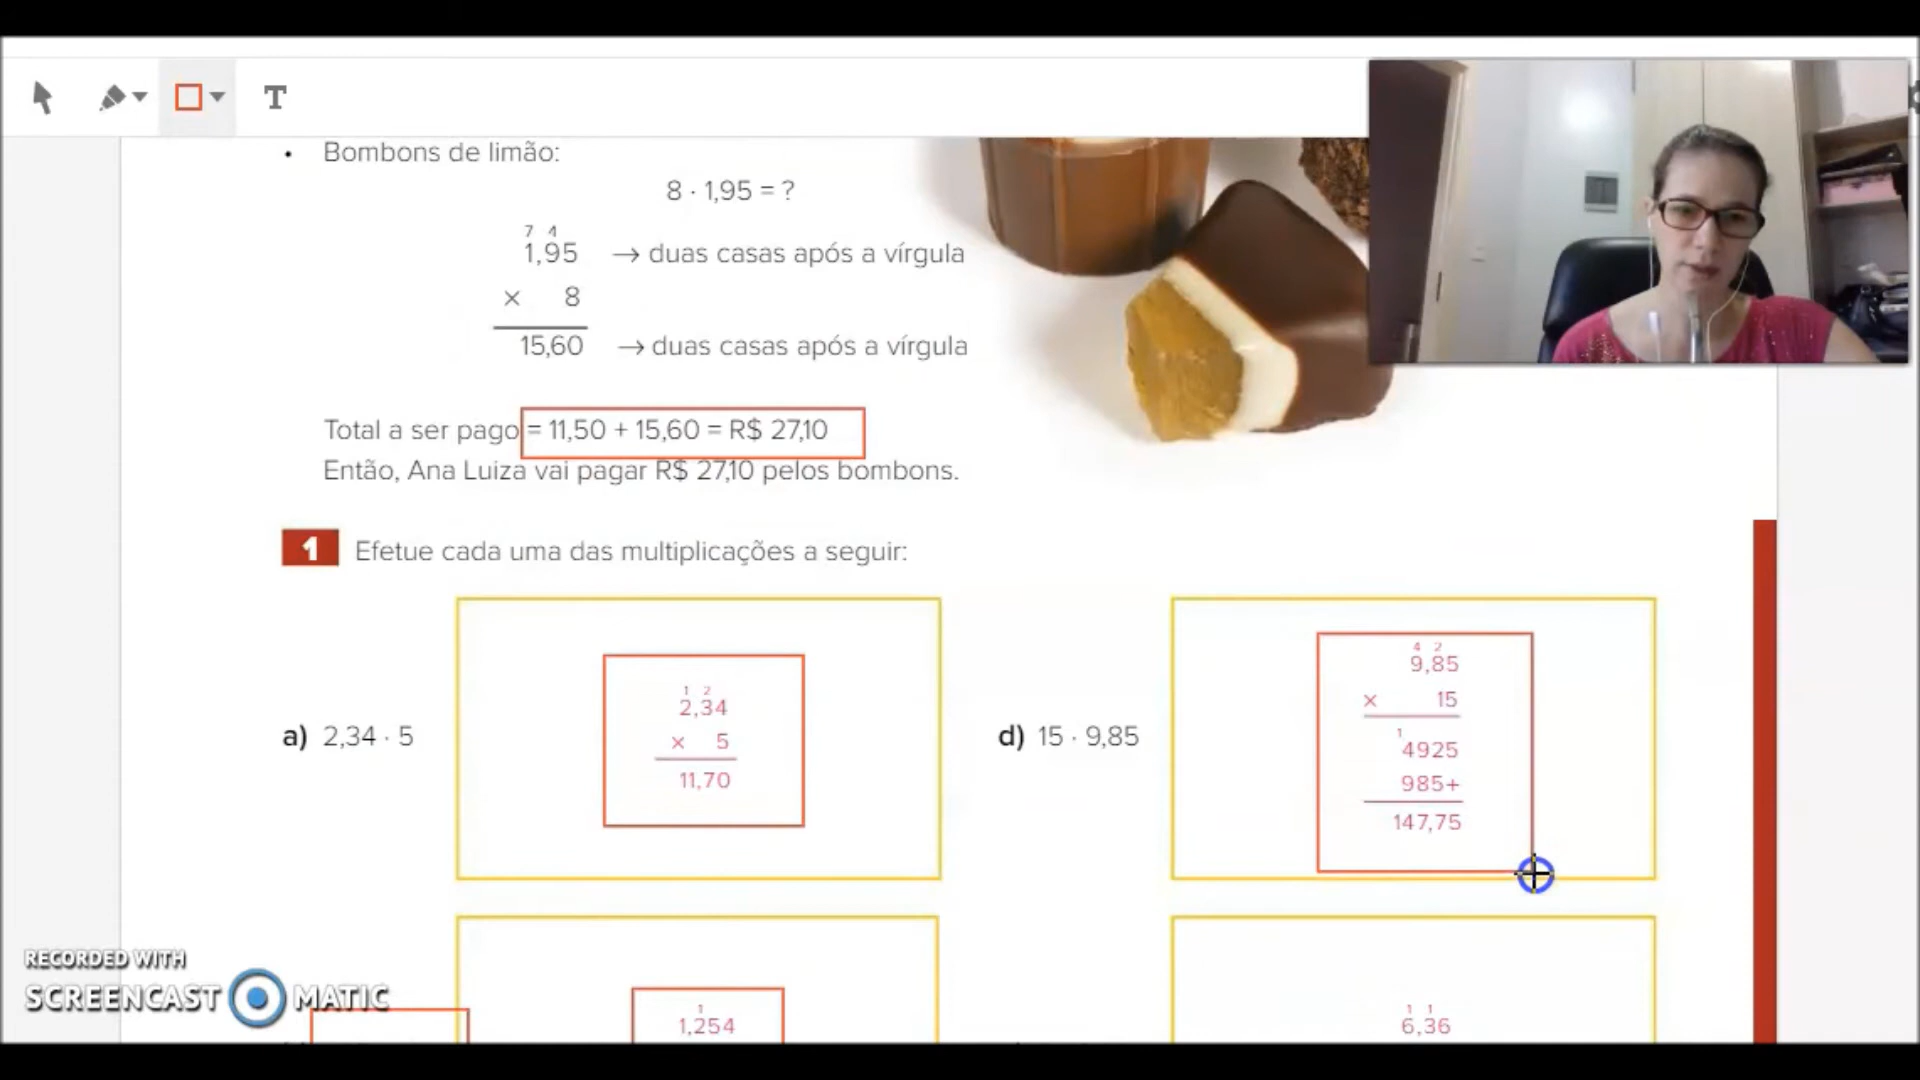 T
• Bombons de limão:
8 · 1,95 = ?
7 4
1,95 → duas casas após a vírgula
× 8
15,60 → duas casas após a vírgula
Total a ser pago = 11,50 + 15,60 = R$ 27,10
Então, Ana Luiza vai pagar R$ 27,10 pelos bombons.
1 Efetue cada uma das multiplicações a seguir:
a) 2,34 · 5
1 2
2,34
× 5
11,70
d) 15 · 9,85
4 2
9,85
× 15
1
4925
985+
147,75
1
1,254
1 1
6,36
RECORDED WITH
SCREENCAST MATIC